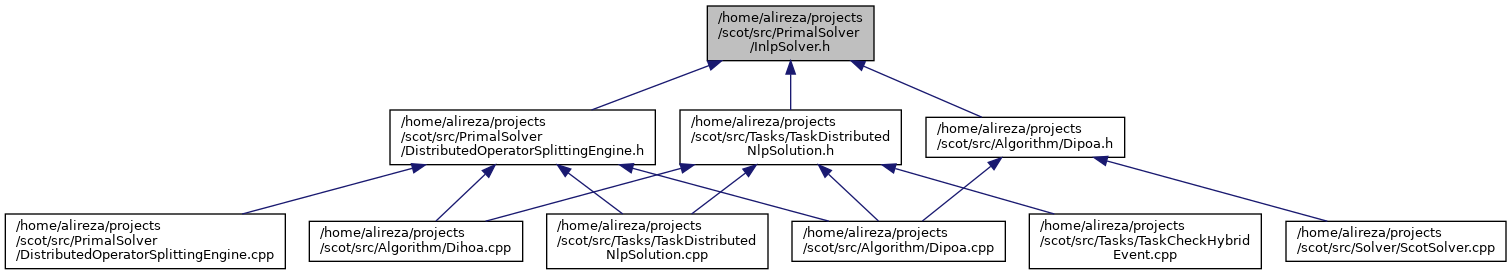 /home/alireza/projects
/scot/src/PrimalSolver
/InlpSolver.h
/home/alireza/projects
/scot/src/PrimalSolver
/DistributedOperatorSplittingEngine.h
/home/alireza/projects
/scot/src/Tasks/TaskDistributed
NlpSolution.h
/home/alireza/projects
/scot/src/Algorithm/Dipoa.h
/home/alireza/projects
/scot/src/PrimalSolver
/DistributedOperatorSplittingEngine.cpp
/home/alireza/projects
/scot/src/Algorithm/Dihoa.cpp
/home/alireza/projects
/scot/src/Tasks/TaskDistributed
NlpSolution.cpp
/home/alireza/projects
/scot/src/Algorithm/Dipoa.cpp
/home/alireza/projects
/scot/src/Tasks/TaskCheckHybrid
Event.cpp
/home/alireza/projects
/scot/src/Solver/ScotSolver.cpp